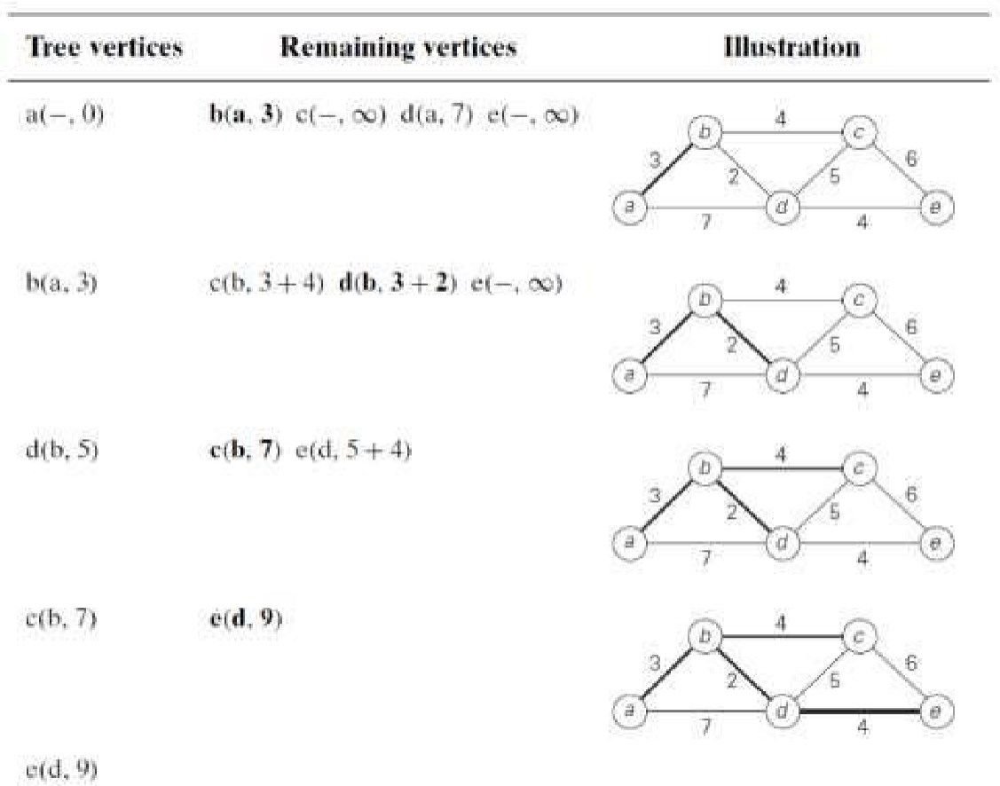 Tree vertices Remaining vertices Illustration
a(−, 0) b(a, 3) c(−, ∞) d(a, 7) e(−, ∞)
4
b c
3 2 5 6
a d e
7 4
b(a, 3) c(b, 3 + 4) d(b, 3 + 2) e(−, ∞)
4
b c
3 2 5 6
a d e
7 4
d(b, 5) c(b, 7) e(d, 5 + 4)
4
b c
3 2 5 6
a d e
7 4
c(b, 7) e(d, 9)
4
b c
3 2 5 6
a d e
7 4
e(d, 9)